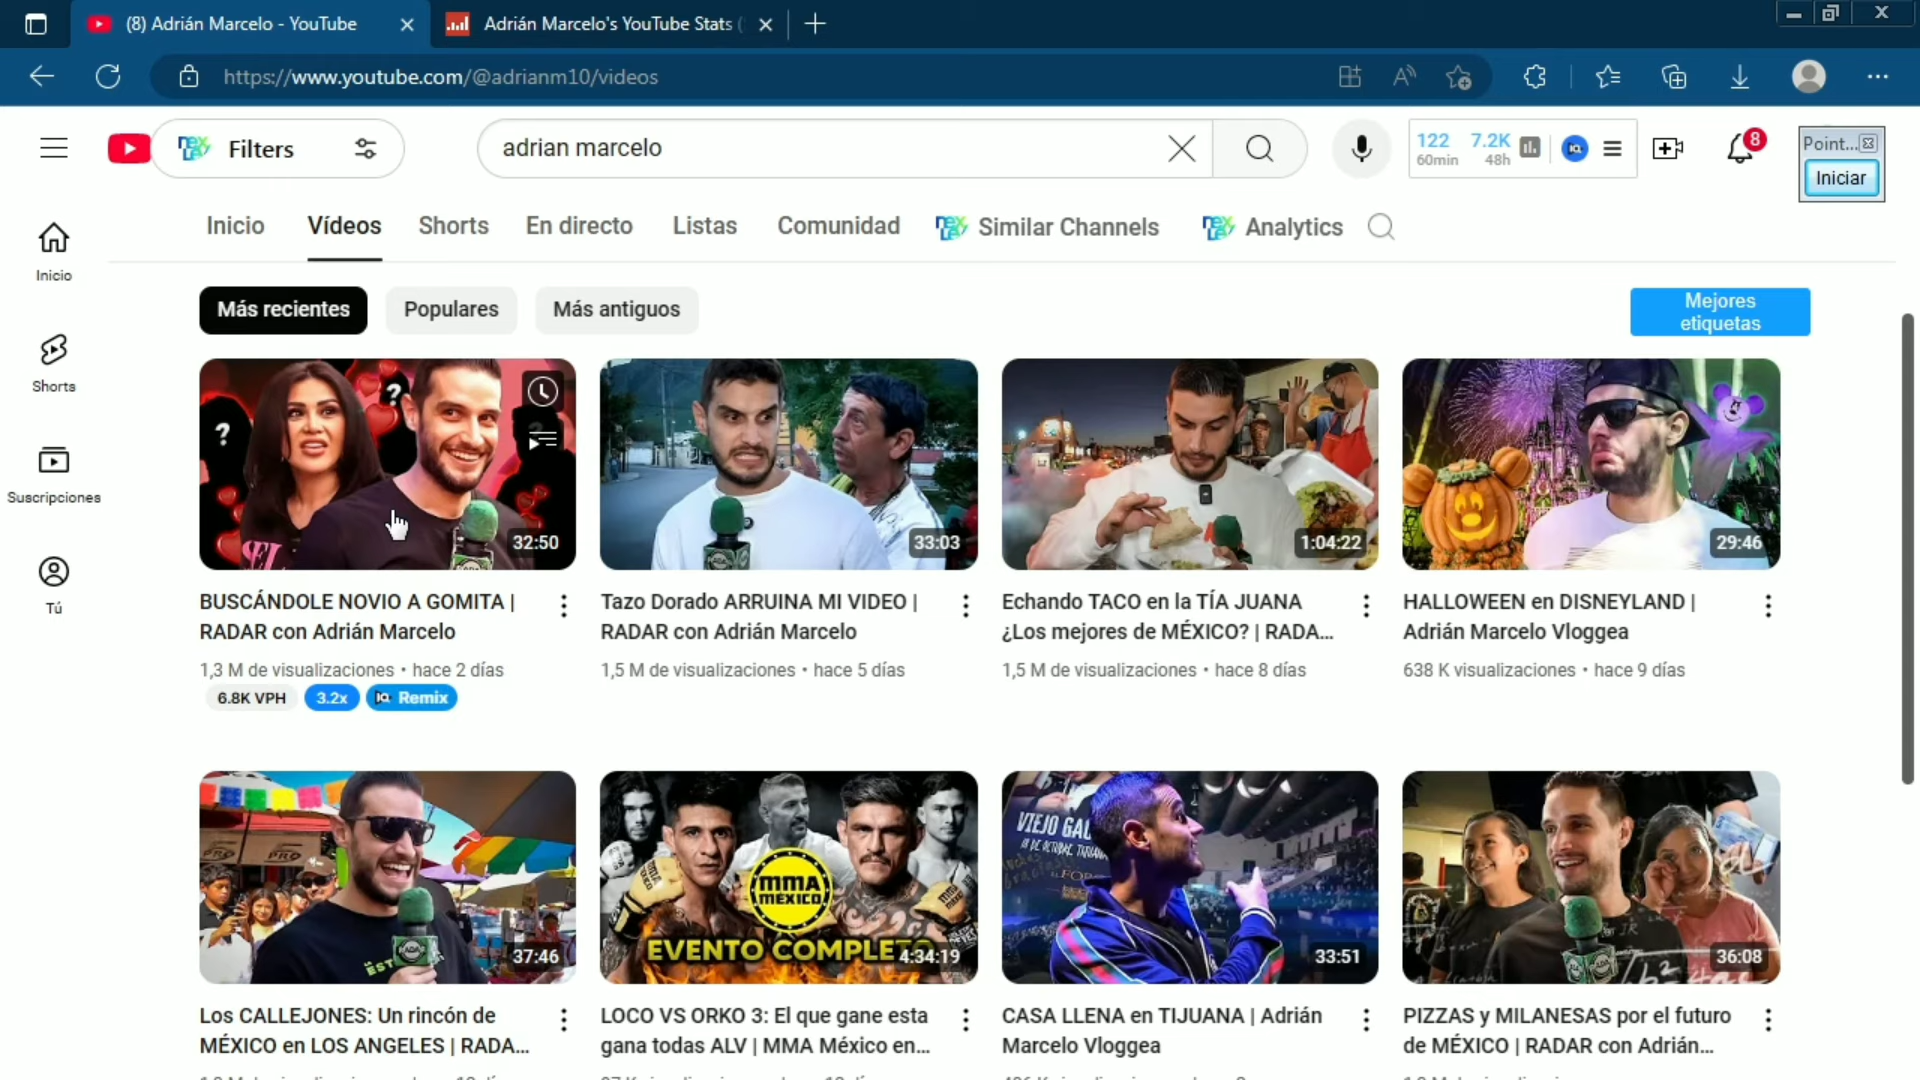 (8) Adrián Marcelo - YouTube
Adrián Marcelo's YouTube Stats (
https://www.youtube.com/@adrianm10/videos
Filters
adrian marcelo
122 7.2K
60min 48h
8
Point...
Iniciar
Inicio Vídeos Shorts En directo Listas Comunidad Similar Channels Analytics
Inicio
Shorts
Suscripciones
Tú
Más recientes Populares Más antiguos
Mejores
etiquetas
? ?
32:50
33:03
1:04:22
29:46
BUSCÁNDOLE NOVIO A GOMITA |
RADAR con Adrián Marcelo
1,3 M de visualizaciones • hace 2 días
6.8K VPH 3.2x IQ Remix
Tazo Dorado ARRUINA MI VIDEO |
RADAR con Adrián Marcelo
1,5 M de visualizaciones • hace 5 días
Echando TACO en la TÍA JUANA
¿Los mejores de MÉXICO? | RADA...
1,5 M de visualizaciones • hace 8 días
HALLOWEEN en DISNEYLAND |
Adrián Marcelo Vloggea
638 K visualizaciones • hace 9 días
37:46
MMA
MÉXICO
EVENTO COMPLET
4:34:19
VIEJO
33:51
36:08
Los CALLEJONES: Un rincón de
MÉXICO en LOS ANGELES | RADA...
LOCO VS ORKO 3: El que gane esta
gana todas ALV | MMA México en...
CASA LLENA en TIJUANA | Adrián
Marcelo Vloggea
PIZZAS y MILANESAS por el futuro
de MÉXICO | RADAR con Adrián...